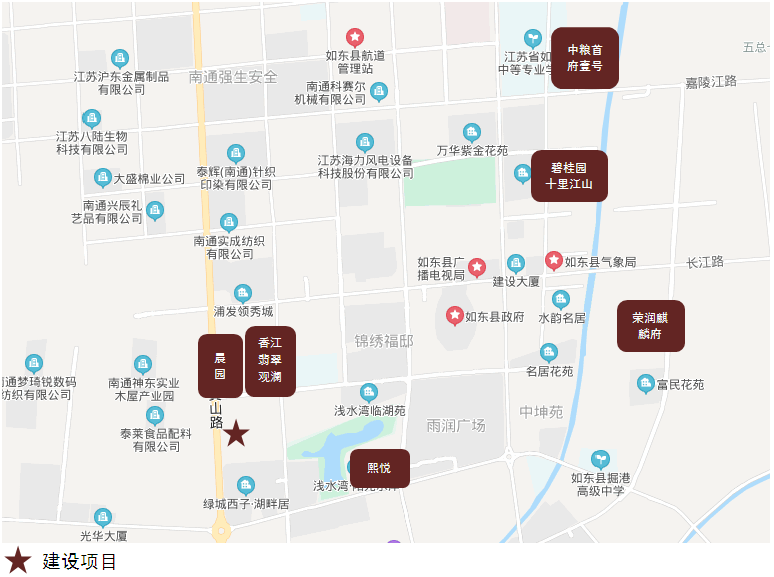 中粮首
府壹号
江苏省如
中等专业学
如东县航道
管理站
五总一
江苏沪东金属制品
有限公司
南通强生安全
南通科赛尔
机械有限公司
嘉陵江路
江苏八陆生物
科技有限公司
万华紫金花苑
江苏海力风电设备
科技股份有限公司
泰辉(南通)针织
印染有限公司
碧桂园
十里江山
大盛棉业公司
南通兴辰礼
艺品有限公司
南通实成纺织
有限公司
如东县广
播电视局
建设大厦
如东县气象局
长江路
浦发领秀城
如东县政府
水韵名居
荣润麒
麟府
晨
园
香江
翡翠
观澜
锦绣福邸
名居花苑
南通梦琦锐数码
纺织有限公司
南通神东实业
木屋产业园
富民花苑
山
路
浅水湾临湖苑
中坤苑
泰莱食品配料
有限公司
雨润广场
熙悦
浅水湾
绿城西子·湖畔居
如东县掘港
高级中学
光华大厦
建设项目